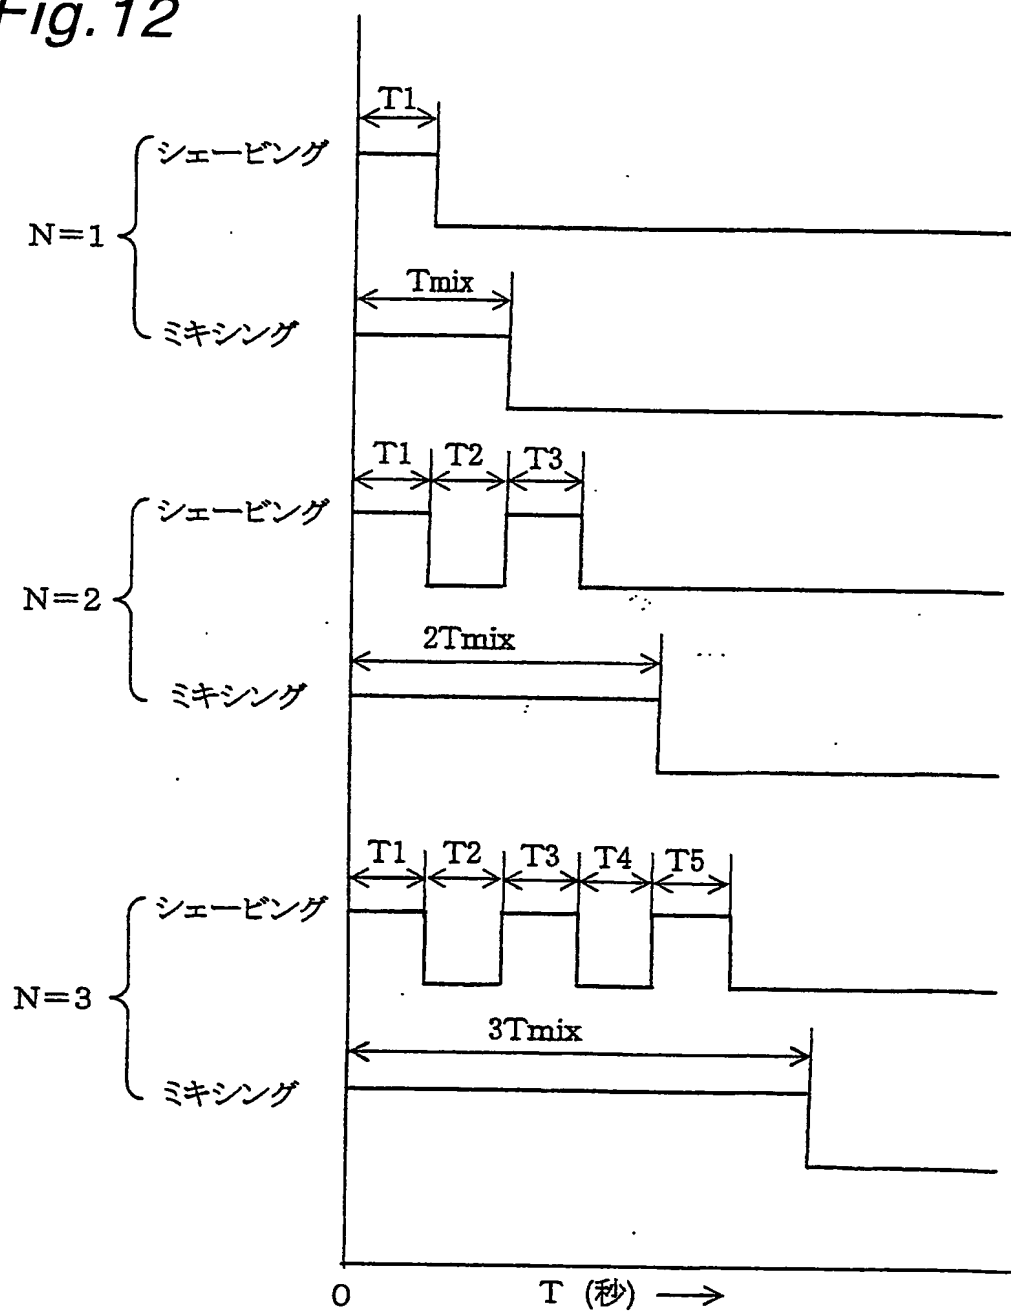 Fig.12
T1
シェービング
N=1
Tmix
ミキシング
T1 T2 T3
シェービング
N=2
2Tmix
ミキシング
T1 T2 T3 T4 T5
シェービング
N=3
3Tmix
ミキシング
0 T (秒)